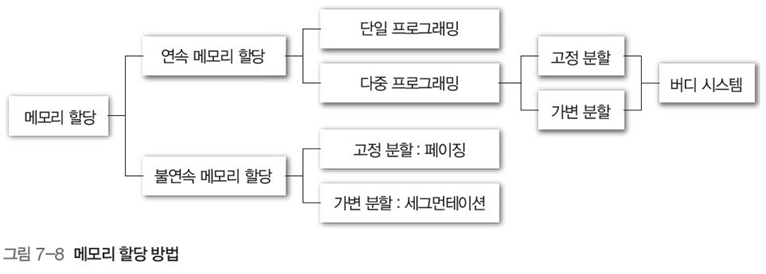 메모리 할당
연속 메모리 할당
불연속 메모리 할당
단일 프로그래밍
다중 프로그래밍
고정 분할 : 페이징
가변 분할 : 세그먼테이션
고정 분할
가변 분할
버디 시스템
그림 7-8 메모리 할당 방법